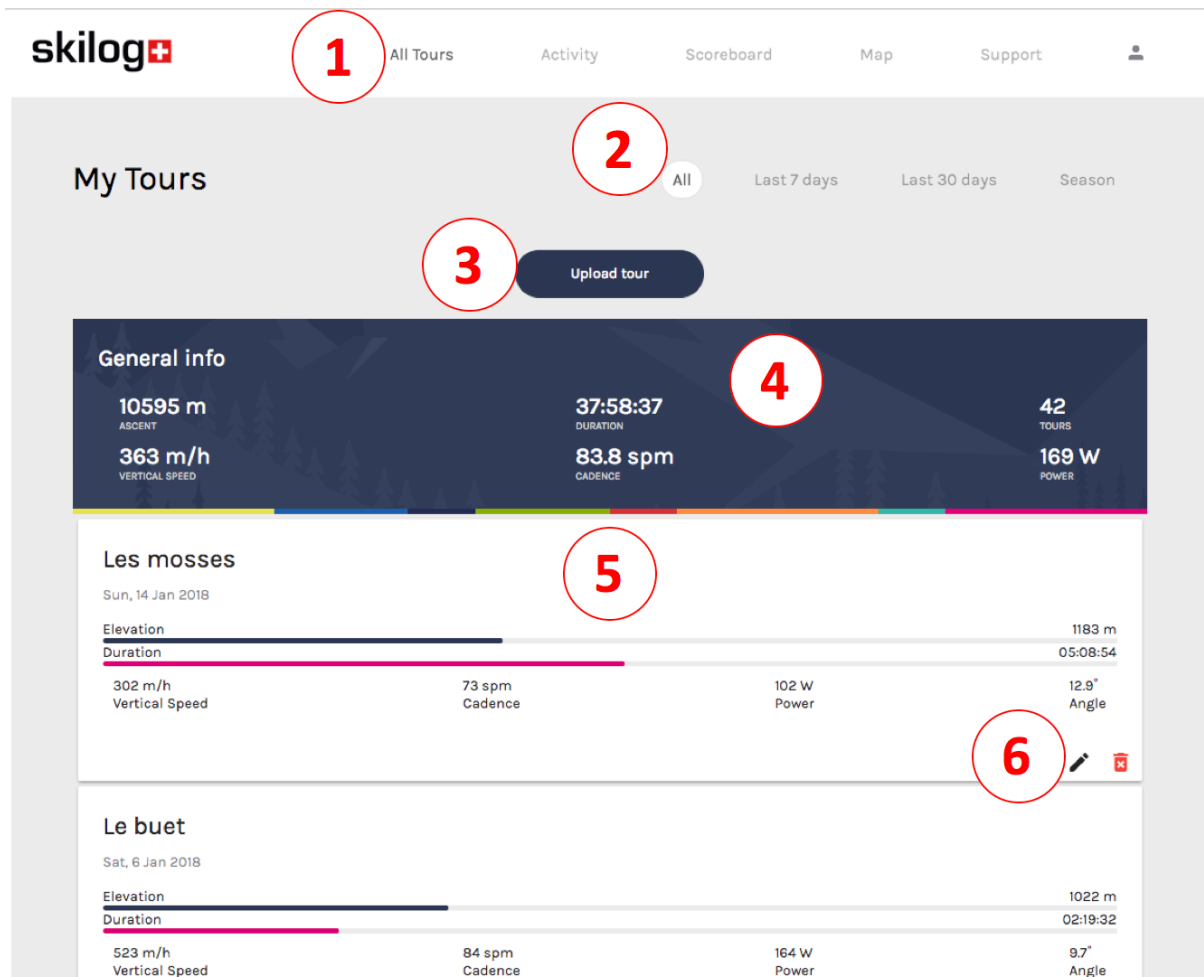 skilog
1 All Tours Activity Scoreboard Map Support
2
My Tours All Last 7 days Last 30 days Season
3 Upload tour
General info
4
10595 m 37:58:37 42
ASCENT DURATION TOURS
363 m/h 83.8 spm 169 W
VERTICAL SPEED CADENCE POWER
Les mosses
5
Sun, 14 Jan 2018
Elevation 1183 m
Duration 05:08:54
302 m/h 73 spm 102 W 12.9°
Vertical Speed Cadence Power Angle
6
Le buet
Sat, 6 Jan 2018
Elevation 1022 m
Duration 02:19:32
523 m/h 84 spm 164 W 9.7°
Vertical Speed Cadence Power Angle